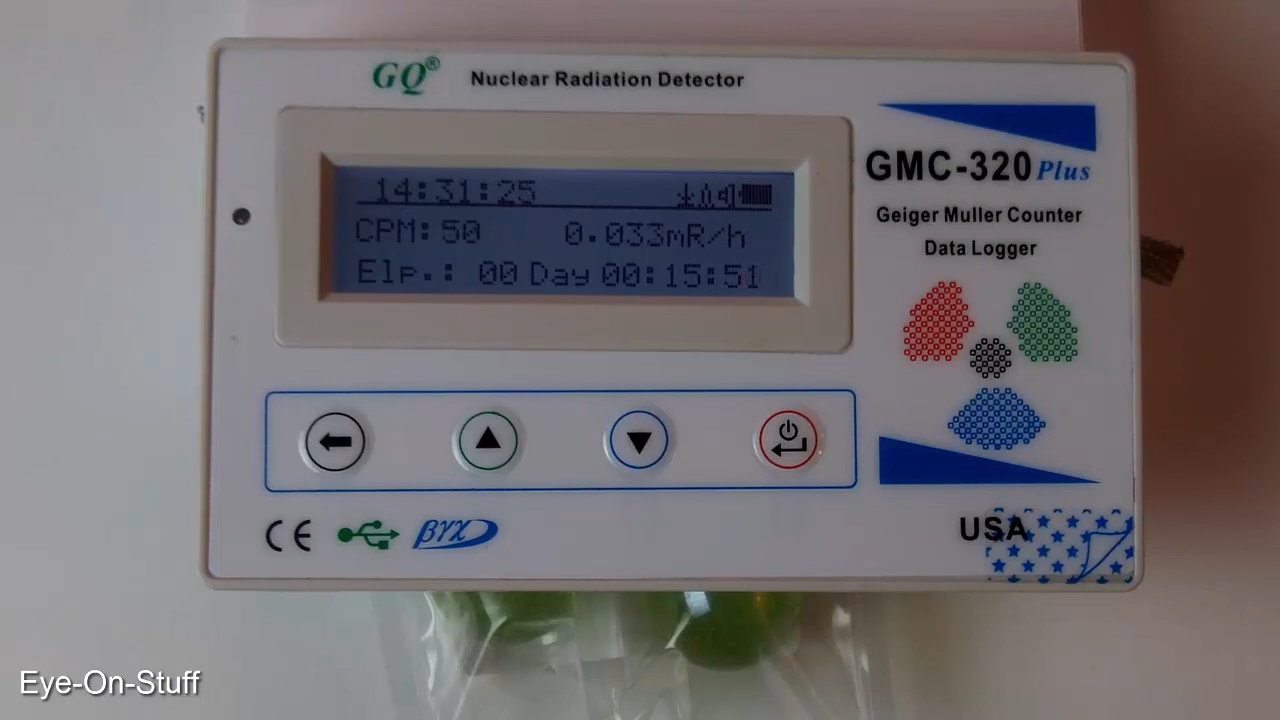 GQ® Nuclear Radiation Detector
14:31:25
CPM: 50 0.033mR/h
Elp.: 00 Day 00:15:51
GMC-320 Plus
Geiger Muller Counter
Data Logger
CE βγχ
USA
Eye-On-Stuff